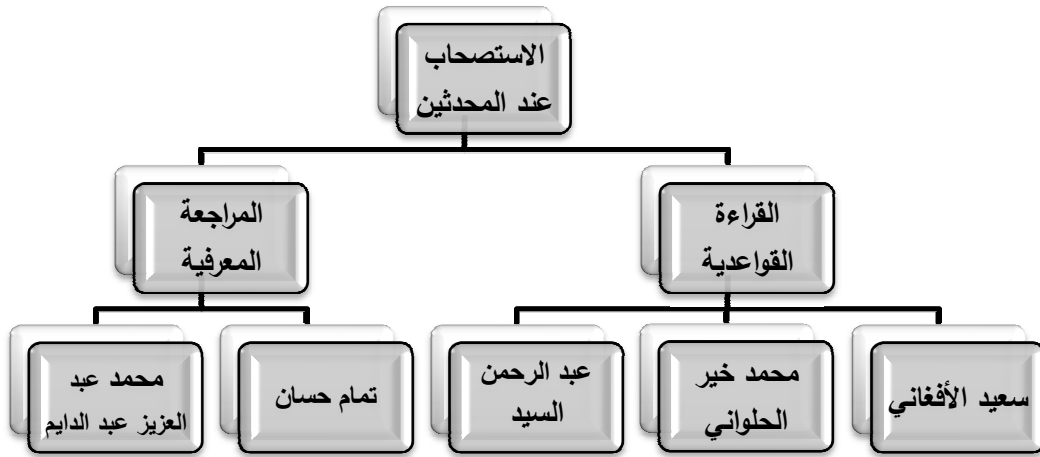 الاستصحاب
عند المحدثين
القراءة
القواعدية
المراجعة
المعرفية
سعيد الأفغاني
محمد خير
الحلواني
عبد الرحمن
السيد
تمام حسان
محمد عبد
العزيز عبد الدايم